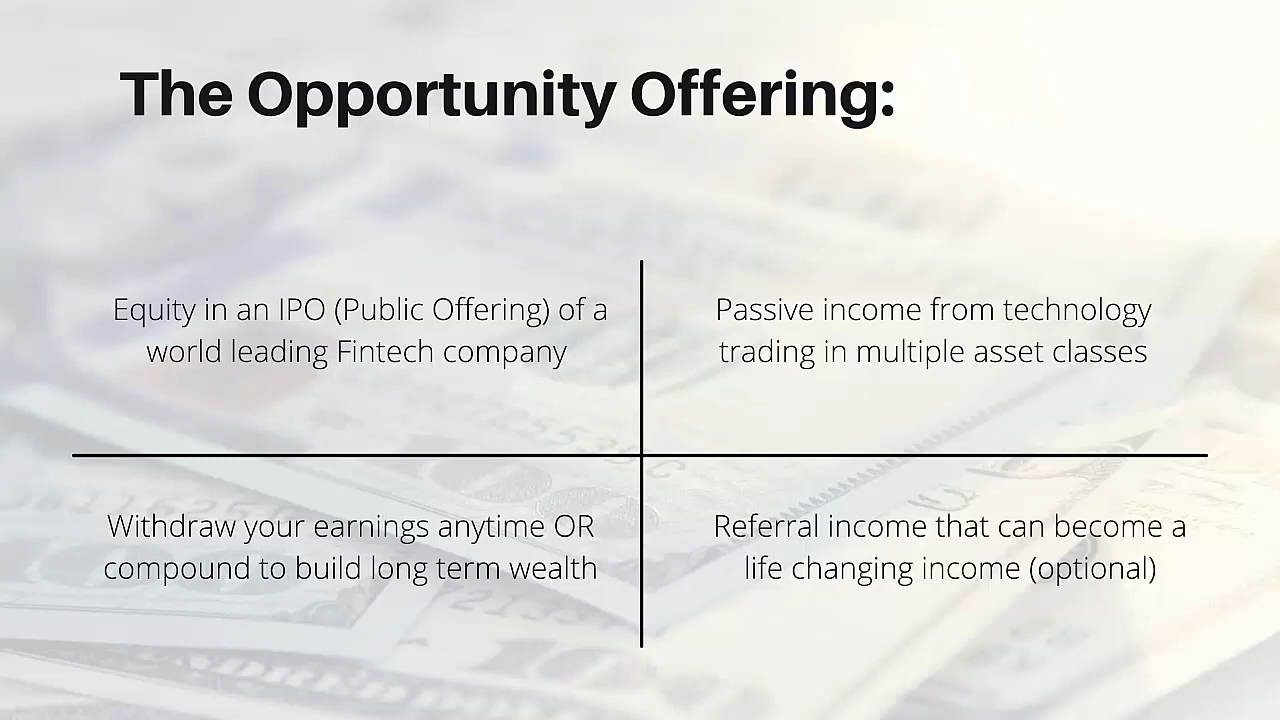 The Opportunity Offering:
Equity in an IPO (Public Offering) of a
world leading Fintech company
Passive income from technology
trading in multiple asset classes
Withdraw your earnings anytime OR
compound to build long term wealth
Referral income that can become a
life changing income (optional)